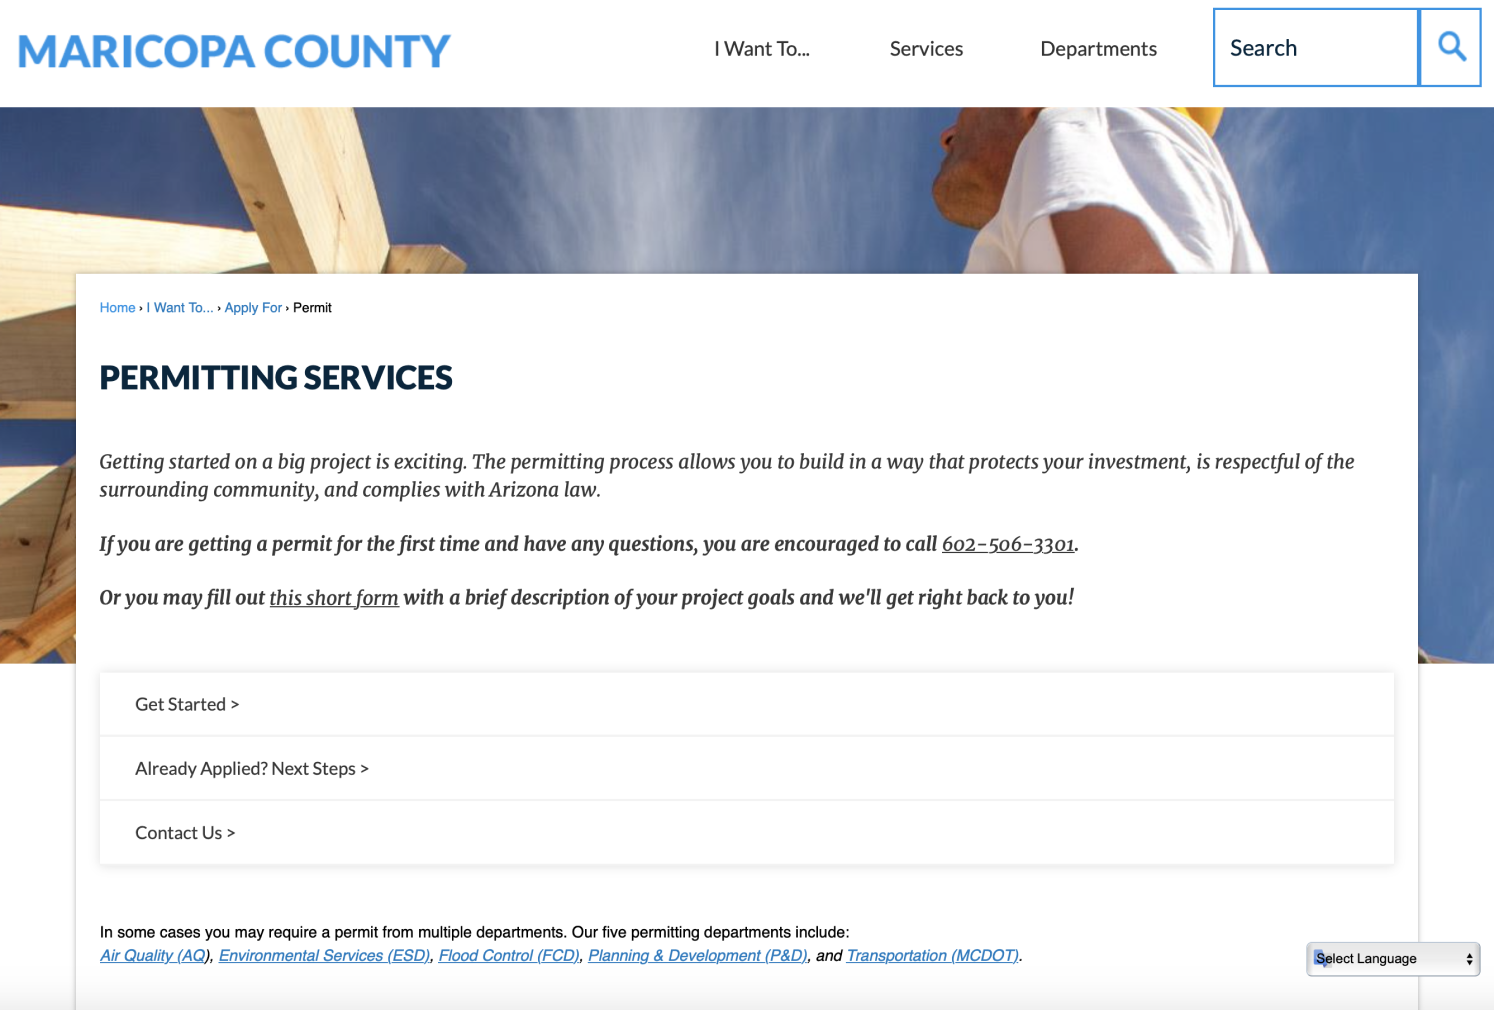 MARICOPA COUNTY
I Want To...
Services
Departments
Search
Home › I Want To... › Apply For › Permit
PERMITTING SERVICES
Getting started on a big project is exciting. The permitting process allows you to build in a way that protects your investment, is respectful of the
surrounding community, and complies with Arizona law.
If you are getting a permit for the first time and have any questions, you are encouraged to call 602-506-3301.
Or you may fill out this short form with a brief description of your project goals and we'll get right back to you!
Get Started >
Already Applied? Next Steps >
Contact Us >
In some cases you may require a permit from multiple departments. Our five permitting departments include:
Air Quality (AQ), Environmental Services (ESD), Flood Control (FCD), Planning & Development (P&D), and Transportation (MCDOT).
Select Language